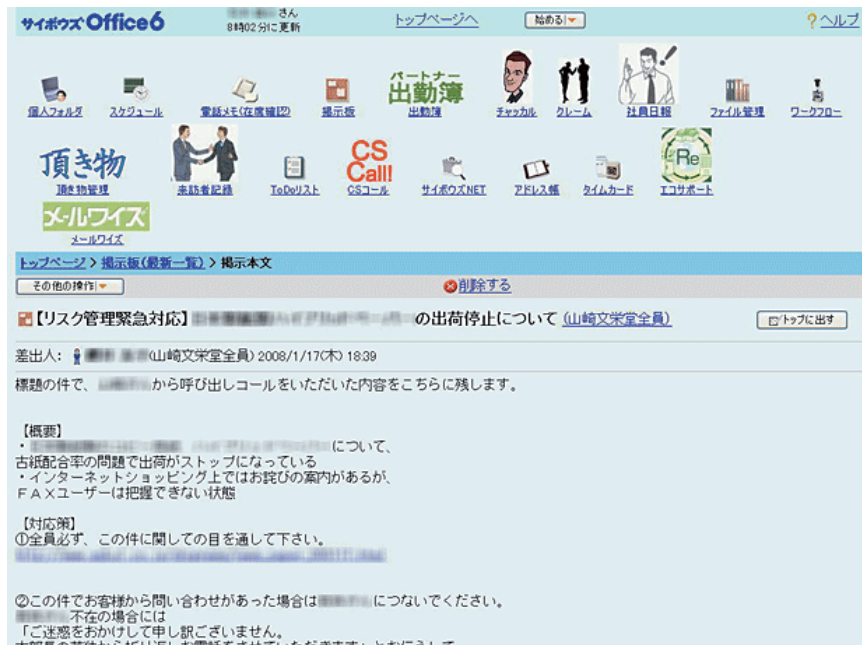 サイボウズ Office6
さん
8時02分に更新
トップページへ
始める
?ヘルプ
個人フォルダ
スケジュール
電話メモ(在席確認)
掲示板
パートナー
出勤簿
出勤簿
チャッカル
クレーム
社員日報
ファイル管理
ワークフロー
頂き物
頂き物管理
来訪者記録
ToDoリスト
CS
Call!
CSコール
サイボウズNET
アドレス帳
タイムカード
Re
エコサポート
メールワイズ
メールワイズ
トップページ > 掲示板(最新一覧) > 掲示本文
その他の操作
削除する
【リスク管理緊急対応】 の出荷停止について (山崎文栄堂全員)
トップに出す
差出人: (山崎文栄堂全員) 2008/1/17(木) 18:39
標題の件で、 から呼び出しコールをいただいた内容をこちらに残します。
【概要】
・ について、
古紙配合率の問題で出荷がストップになっている
・インターネットショッピング上ではお詫びの案内があるが、
FAXユーザーは把握できない状態
【対応策】
①全員必ず、この件に関しての目を通して下さい。
②この件でお客様から問い合わせがあった場合は につないでください。
不在の場合には
「ご迷惑をおかけして申し訳ございません。